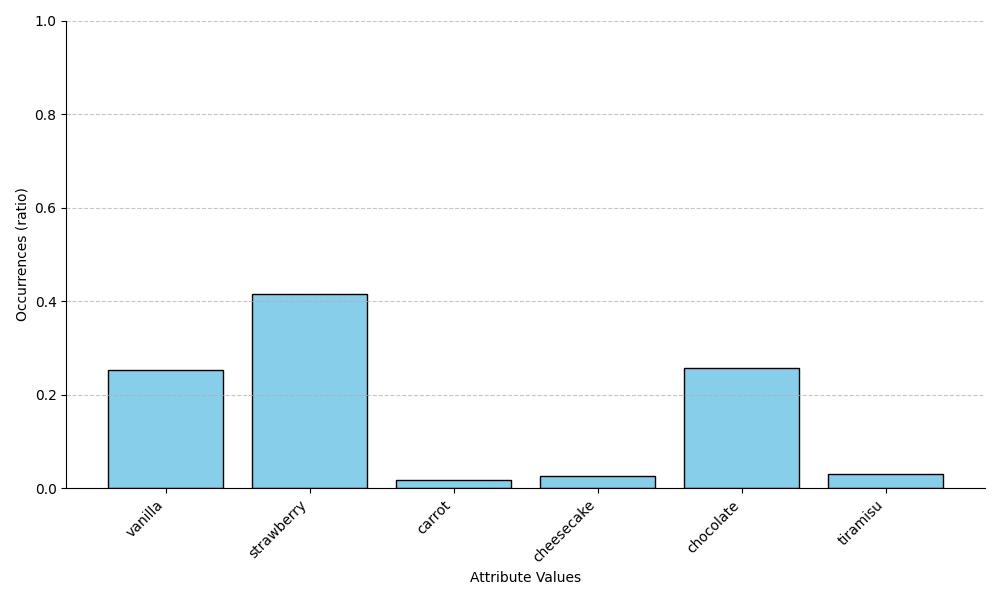 1.0
0.8
0.6
0.4
0.2
0.0
Occurrences (ratio)
vanilla
strawberry
carrot
cheesecake
chocolate
tiramisu
Attribute Values